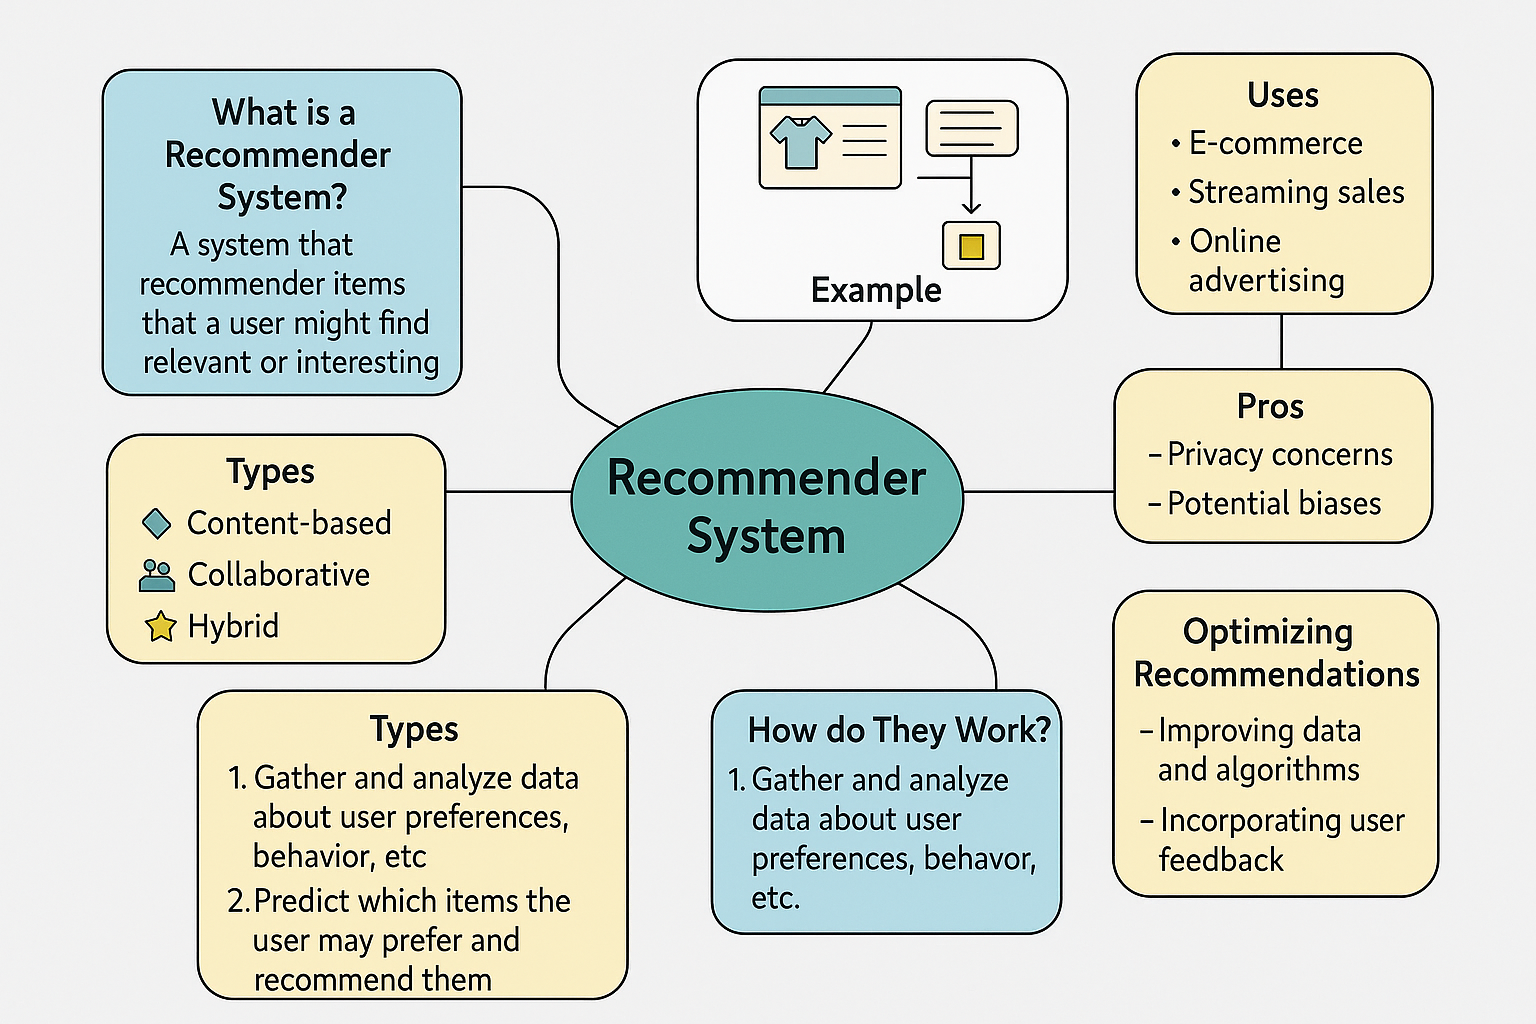 What is a
Recommender
System?
A system that
recommender items
that a user might find
relevant or interesting
Example
Uses
• E-commerce
• Streaming sales
• Online
advertising
Pros
– Privacy concerns
– Potential biases
Recommender
System
Types
Content-based
Collaborative
Hybrid
Types
1. Gather and analyze data
about user preferences,
behavior, etc
2. Predict which items the
user may prefer and
recommend them
How do They Work?
1. Gather and analyze
data about user
preferences, behavor,
etc.
Optimizing
Recommendations
– Improving data
and algorithms
– Incorporating user
feedback